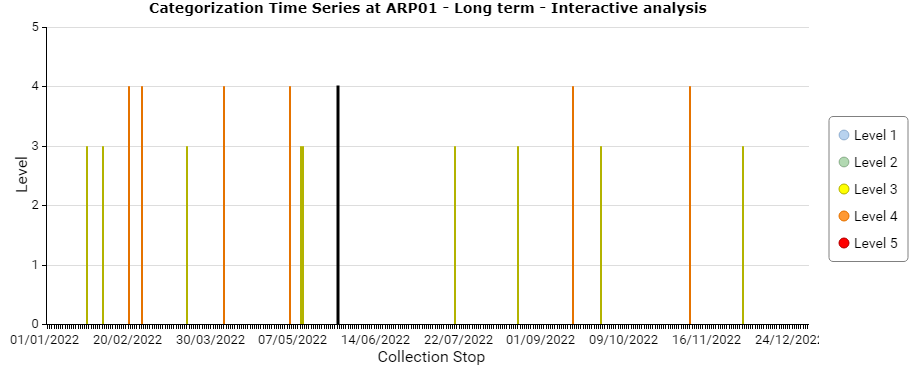 Categorization Time Series at ARP01 - Long term - Interactive analysis
5
4
3
2
1
0
Level
01/01/2022 20/02/2022 30/03/2022 07/05/2022 14/06/2022 22/07/2022 01/09/2022 09/10/2022 16/11/2022 24/12/202
Collection Stop
Level 1
Level 2
Level 3
Level 4
Level 5